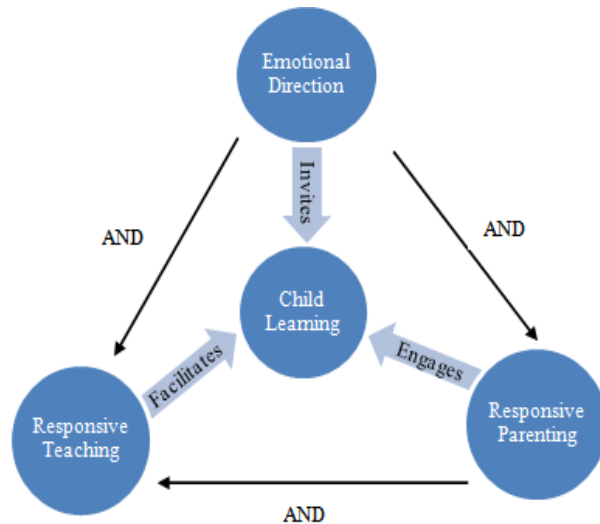 Emotional
Direction
Invites
AND
AND
Child
Learning
Facilitates
Engages
Responsive
Teaching
Responsive
Parenting
AND